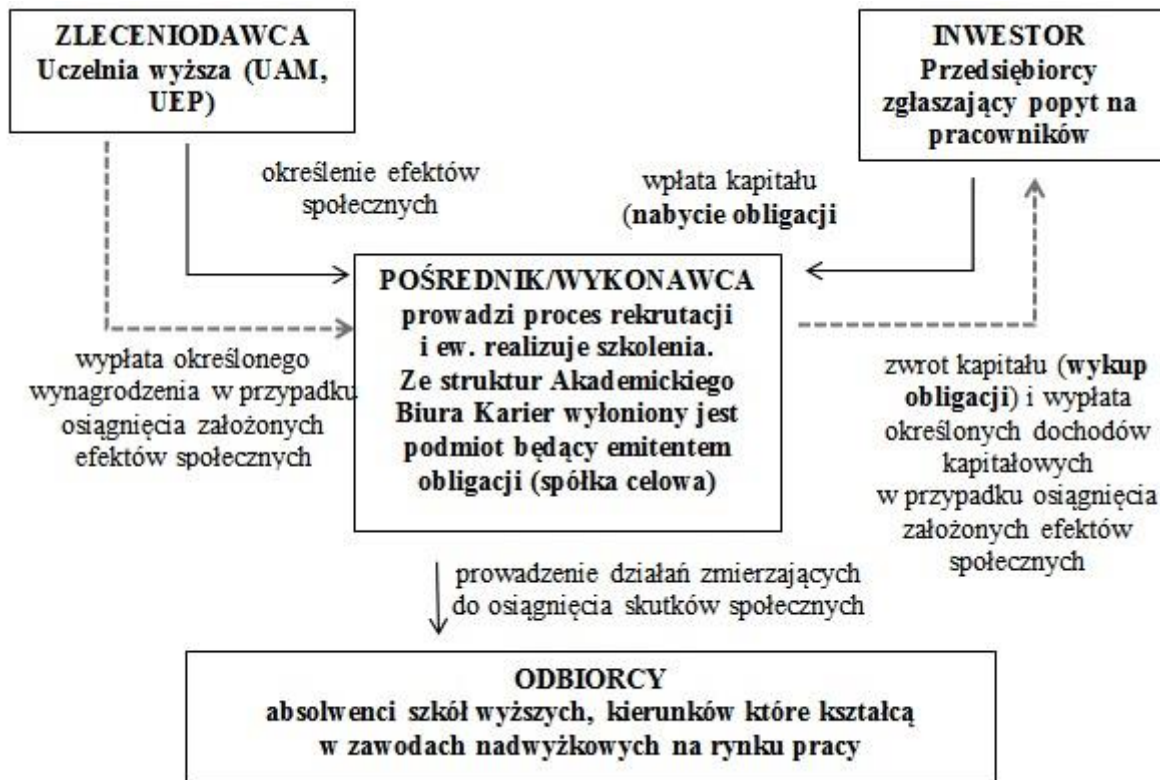 ZLECENIODAWCA
Uczelnia wyższa (UAM,
UEP)
INWESTOR
Przedsiębiorcy
zgłaszający popyt na
pracowników
określenie efektów
społecznych
wpłata kapitału
(nabycie obligacji
POŚREDNIK/WYKONAWCA
prowadzi proces rekrutacji
i ew. realizuje szkolenia.
Ze struktur Akademickiego
Biura Karier wyłoniony jest
podmiot będący emitentem
obligacji (spółka celowa)
wypłata określonego
wynagrodzenia w przypadku
osiągnięcia założonych
efektów społecznych
zwrot kapitału (wykup
obligacji) i wypłata
określonych dochodów
kapitałowych
w przypadku osiągnięcia
założonych efektów
społecznych
prowadzenie działań zmierzających
do osiągnięcia skutków społecznych
ODBIORCY
absolwenci szkół wyższych, kierunków które kształcą
w zawodach nadwyżkowych na rynku pracy